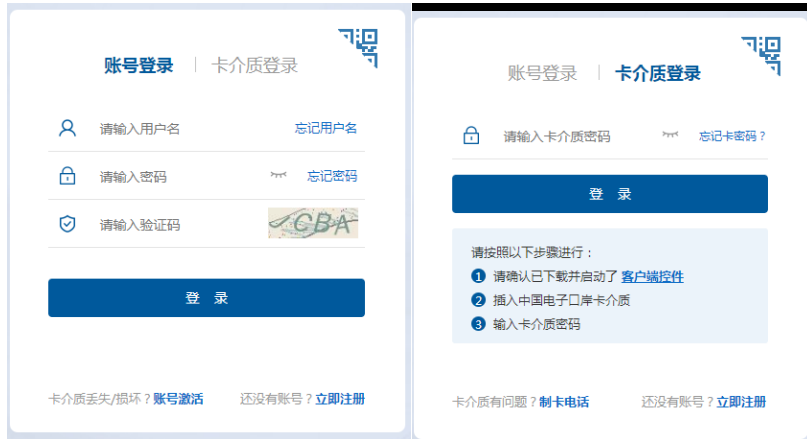 账号登录 | 卡介质登录
请输入用户名 忘记用户名
请输入密码 忘记密码
请输入验证码 CBA
登 录
卡介质丢失/损坏？账号激活 还没有账号？立即注册
账号登录 | 卡介质登录
请输入卡介质密码 忘记卡密码？
登 录
请按照以下步骤进行：
1 请确认已下载并启动了 客户端控件
2 插入中国电子口岸卡介质
3 输入卡介质密码
卡介质有问题？制卡电话 还没有账号？立即注册